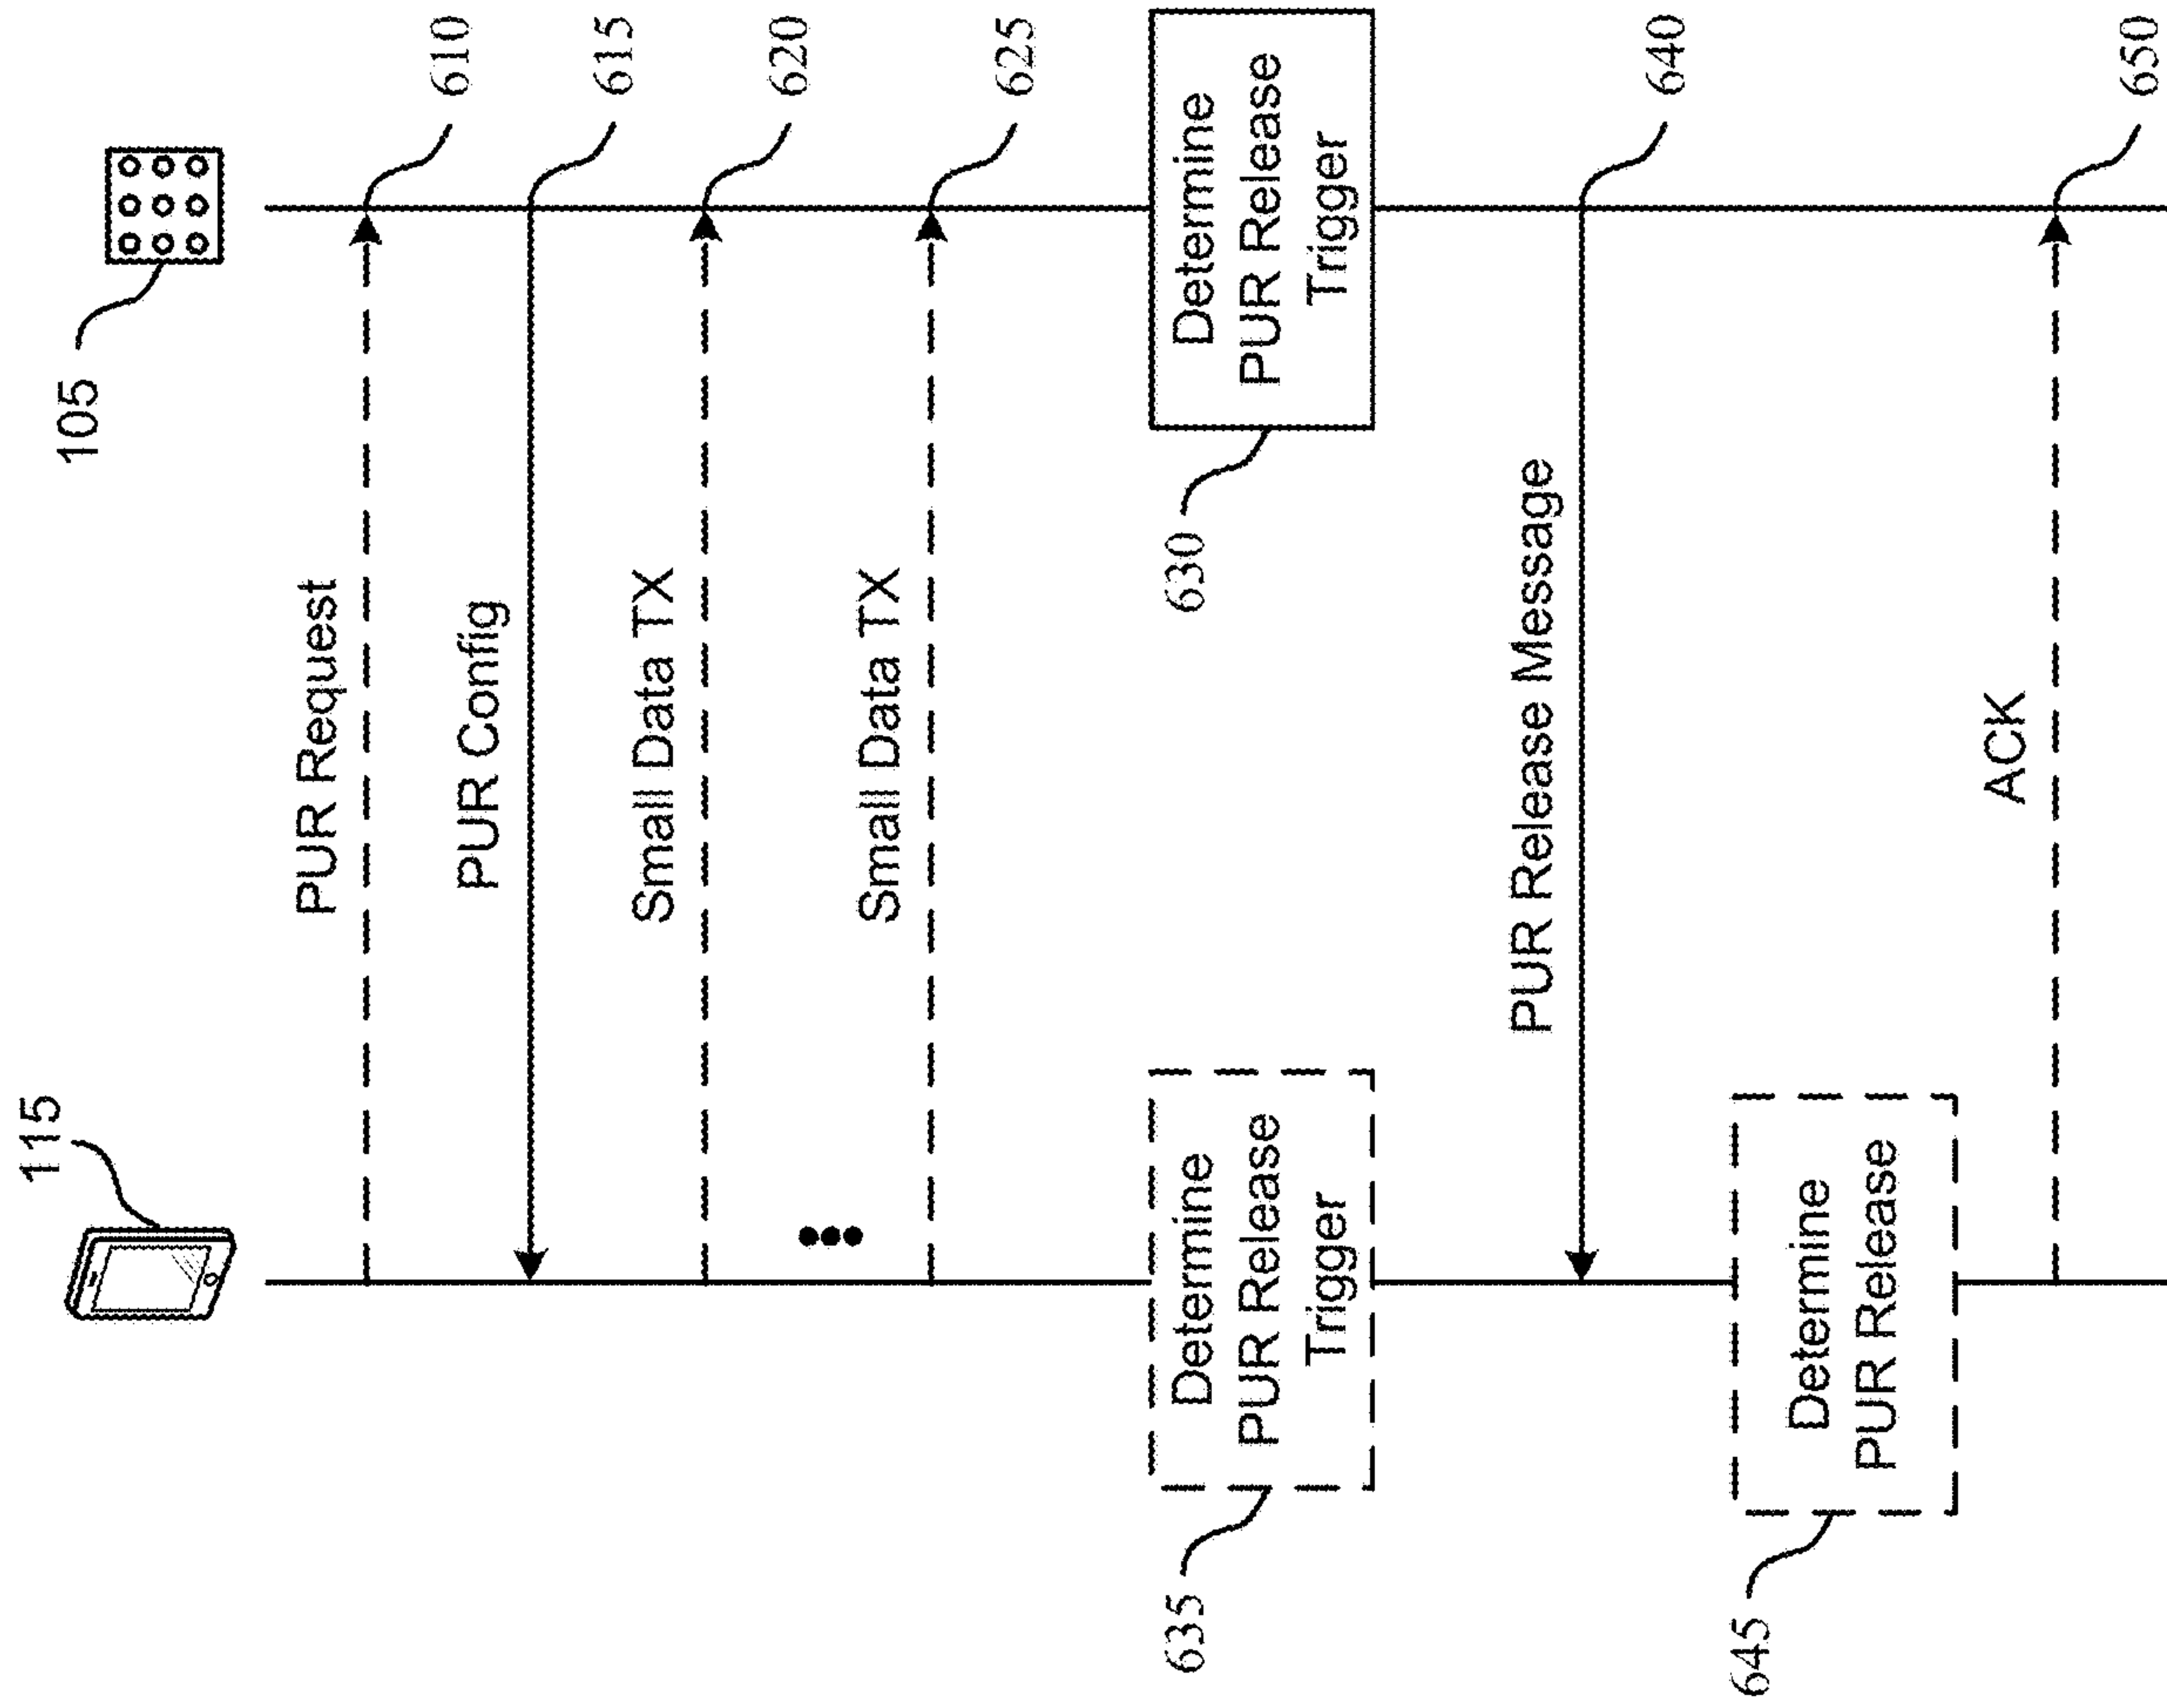 115
105
PUR Request
610
PUR Config
615
Small Data TX
620
Small Data TX
625
Determine
PUR Release
Trigger
635
Determine
PUR Release
Trigger
630
PUR Release Message
640
Determine
PUR Release
645
ACK
650